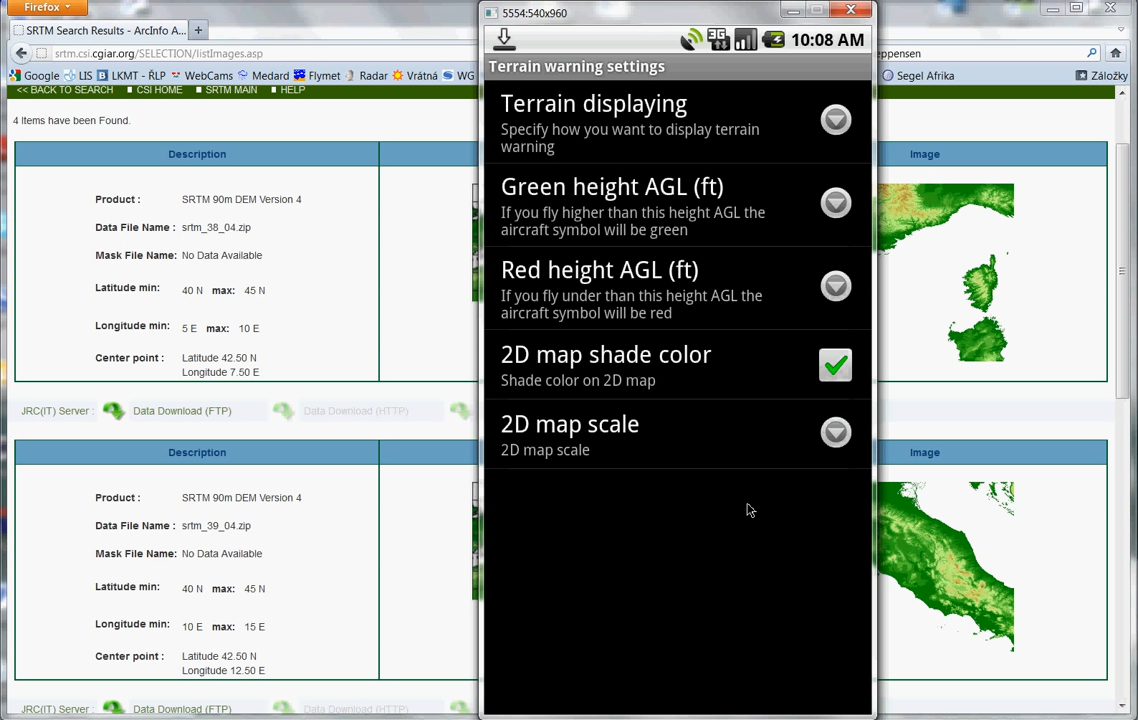 Firefox
SRTM Search Results - ArcInfo A...
srtm.csi.cgiar.org/SELECTION/listImages.asp
eppensen
Google
LIS
LKMT - ŘLP
WebCams
Medard
Flymet
Radar
Vrátná
WG
Segel Afrika
Záložky
<< BACK TO SEARCH
CSI HOME
SRTM MAIN
HELP
4 Items have been Found.
Description
Image
Product : SRTM 90m DEM Version 4
Data File Name : srtm_38_04.zip
Mask File Name: No Data Available
Latitude min: 40 N max: 45 N
Longitude min: 5 E max: 10 E
Center point : Latitude 42.50 N
Longitude 7.50 E
JRC(IT) Server : Data Download (FTP) Data Download (HTTP)
Description
Image
Product : SRTM 90m DEM Version 4
Data File Name : srtm_39_04.zip
Mask File Name: No Data Available
Latitude min: 40 N max: 45 N
Longitude min: 10 E max: 15 E
Center point : Latitude 42.50 N
Longitude 12.50 E
JRC(IT) Server : Data Download (FTP) Data Download (HTTP)
5554:540x960
3G
10:08 AM
Terrain warning settings
Terrain displaying
Specify how you want to display terrain
warning
Green height AGL (ft)
If you fly higher than this height AGL the
aircraft symbol will be green
Red height AGL (ft)
If you fly under than this height AGL the
aircraft symbol will be red
2D map shade color
Shade color on 2D map
2D map scale
2D map scale